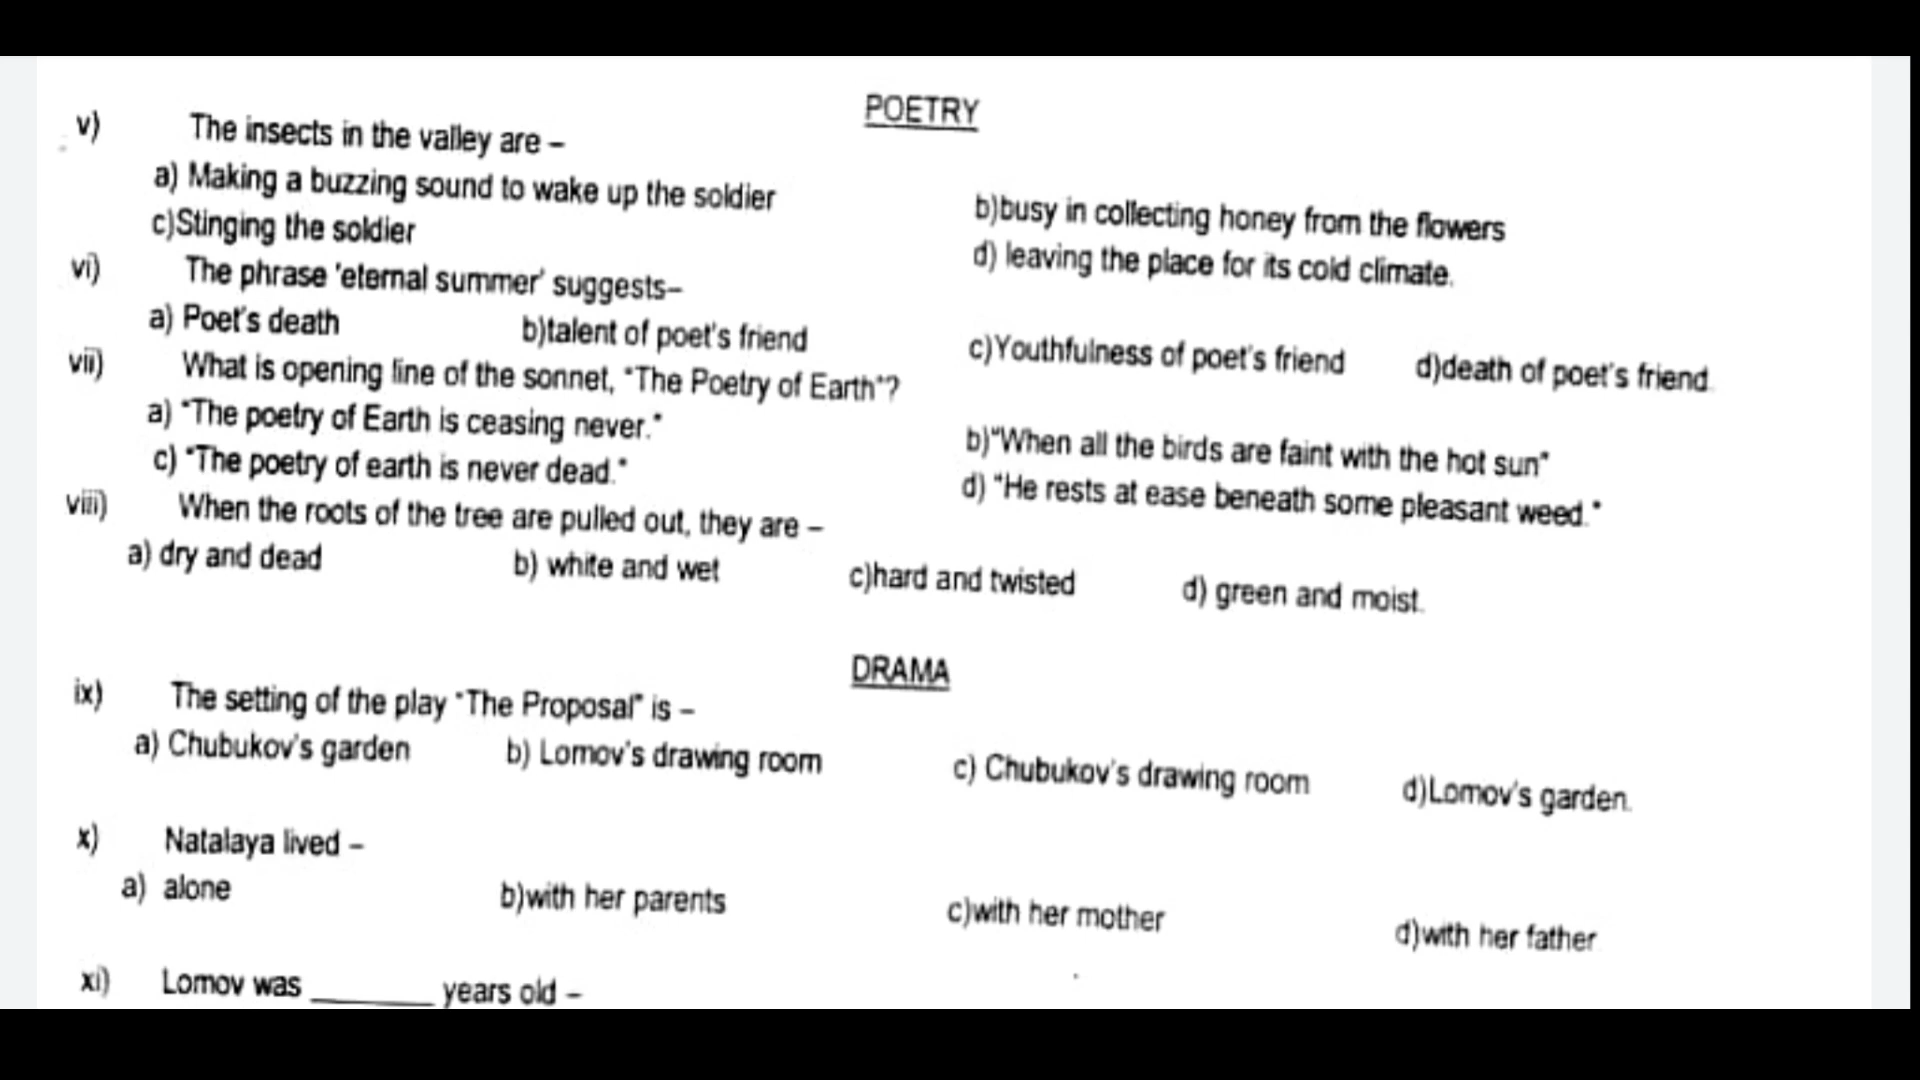 POETRY
v) The insects in the valley are –
a) Making a buzzing sound to wake up the soldier b)busy in collecting honey from the flowers
c)Stinging the soldier d) leaving the place for its cold climate.
vi) The phrase 'eternal summer' suggests–
a) Poet's death b)talent of poet's friend c)Youthfulness of poet's friend d)death of poet's friend.
vii) What is opening line of the sonnet, "The Poetry of Earth"?
a) "The poetry of Earth is ceasing never." b)"When all the birds are faint with the hot sun"
c) "The poetry of earth is never dead." d) "He rests at ease beneath some pleasant weed."
viii) When the roots of the tree are pulled out, they are –
a) dry and dead b) white and wet c)hard and twisted d) green and moist.
DRAMA
ix) The setting of the play "The Proposal" is –
a) Chubukov's garden b) Lomov's drawing room c) Chubukov's drawing room d)Lomov's garden.
x) Natalaya lived –
a) alone b)with her parents c)with her mother d)with her father
xi) Lomov was ________ years old –